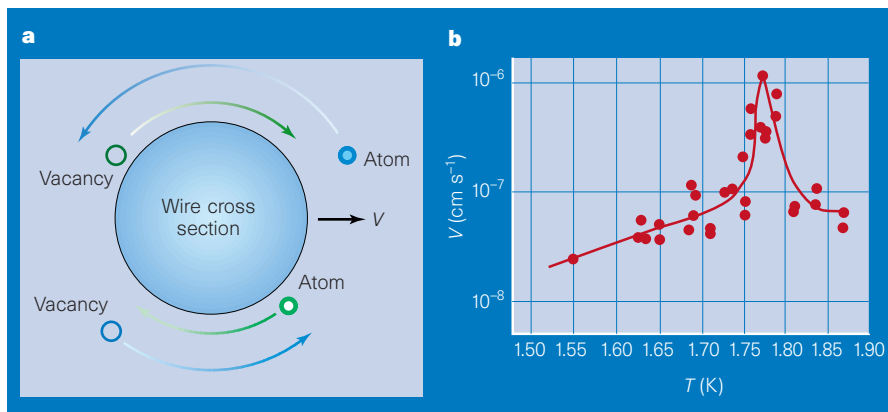 a
Vacancy
Atom
Wire cross
section
V
Atom
Vacancy
b
10⁻⁶
10⁻⁷
10⁻⁸
V (cm s⁻¹)
1.50 1.55 1.60 1.65 1.70 1.75 1.80 1.85 1.90
T (K)